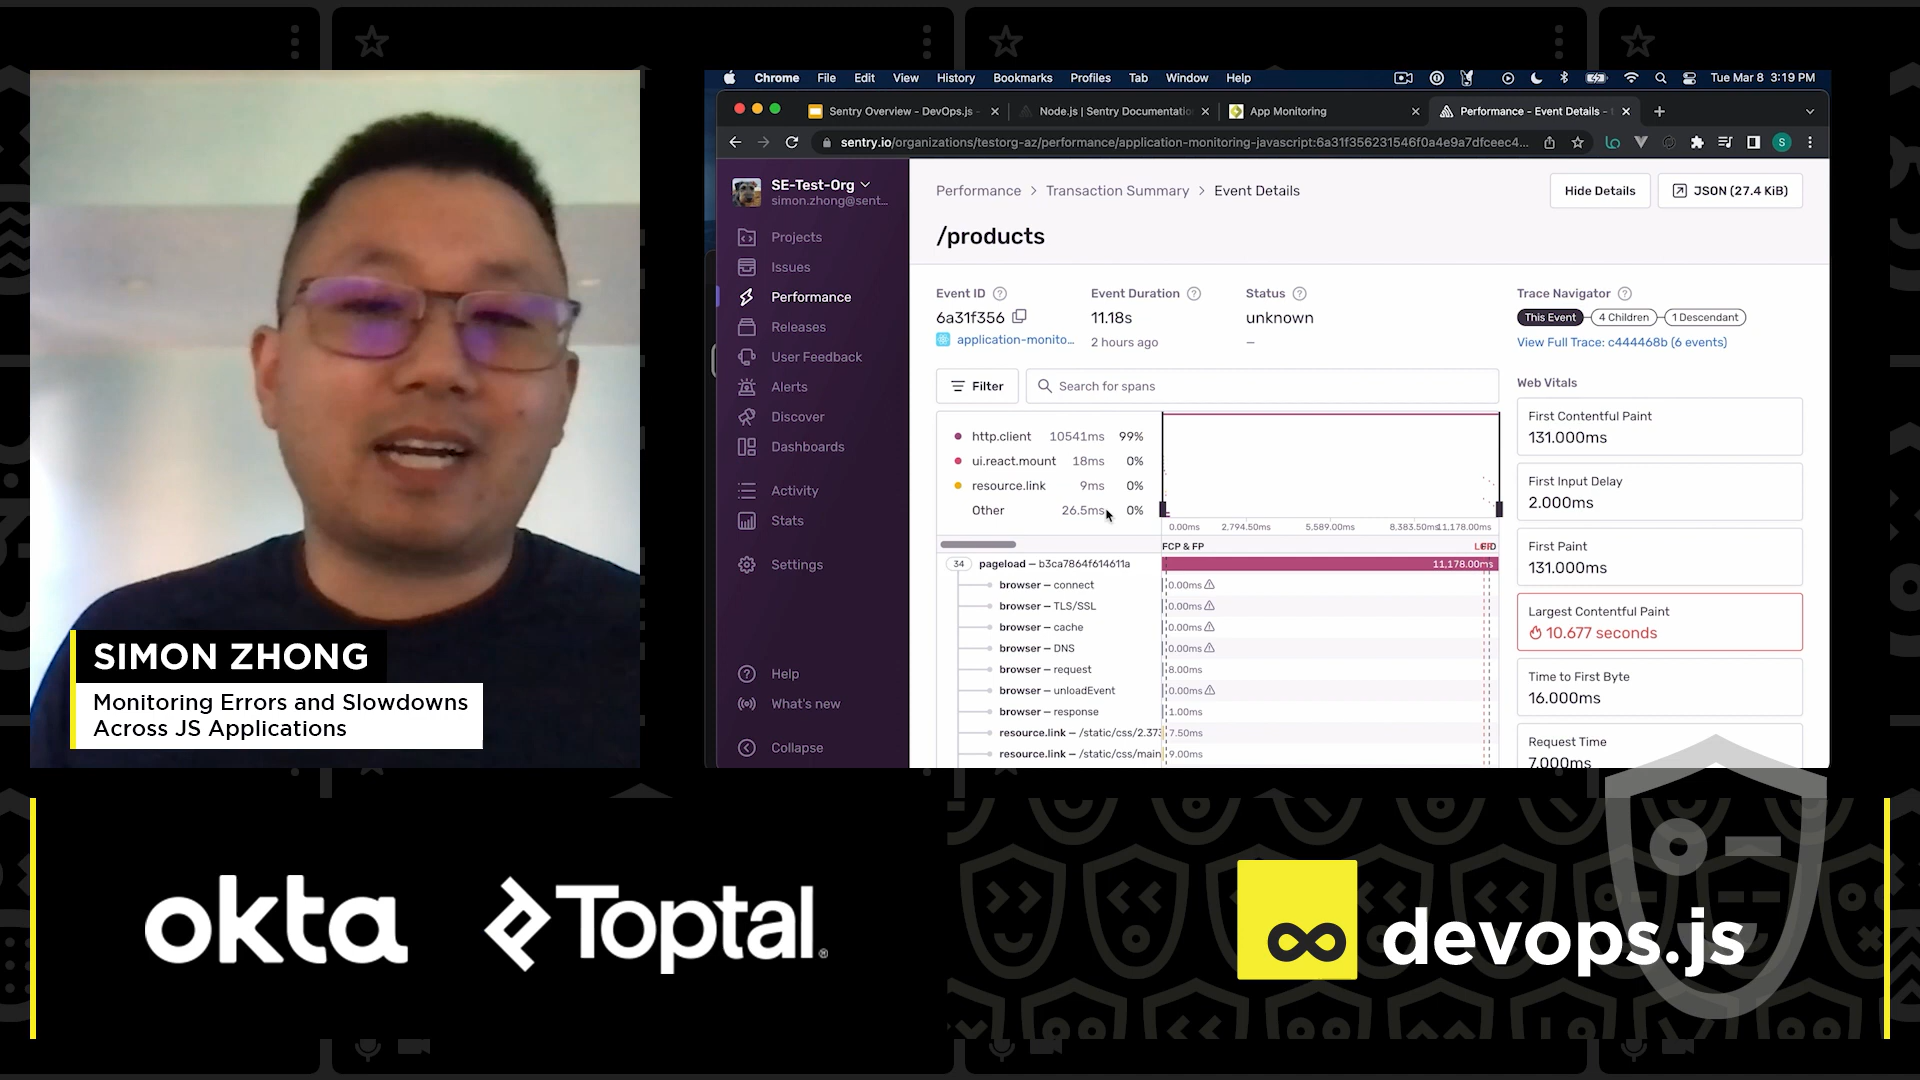 Chrome File Edit View History Bookmarks Profiles Tab Window Help Tue Mar 8 3:19 PM
Sentry Overview - DevOps.js - Node.js | Sentry Documentatio App Monitoring Performance - Event Details -
sentry.io/organizations/testorg-az/performance/application-monitoring-javascript:6a31f356231546f0a4e9a7dfceec4...
S
SE-Test-Org
simon.zhong@sent...
Projects
Issues
Performance
Releases
User Feedback
Alerts
Discover
Dashboards
Activity
Stats
Settings
Help
What's new
Collapse
Performance > Transaction Summary > Event Details
Hide Details
JSON (27.4 KiB)
/products
Event ID
6a31f356
application-monito...
Event Duration
11.18s
2 hours ago
Status
unknown
—
Trace Navigator
This Event 4 Children 1 Descendant
View Full Trace: c444468b (6 events)
Filter
Search for spans
http.client 10541ms 99%
ui.react.mount 18ms 0%
resource.link 9ms 0%
Other 26.5ms 0%
0.00ms 2,794.50ms 5,589.00ms 8,383.50ms 11,178.00ms
FCP & FP
34 pageload — b3ca7864f614611a 11,178.00ms
browser — connect 0.00ms
browser — TLS/SSL 0.00ms
browser — cache 0.00ms
browser — DNS 0.00ms
browser — request 8.00ms
browser — unloadEvent 0.00ms
browser — response 1.00ms
resource.link — /static/css/2.373 7.50ms
resource.link — /static/css/main 9.00ms
Web Vitals
First Contentful Paint
131.000ms
First Input Delay
2.000ms
First Paint
131.000ms
Largest Contentful Paint
10.677 seconds
Time to First Byte
16.000ms
Request Time
7.000ms
SIMON ZHONG
Monitoring Errors and Slowdowns
Across JS Applications
okta
Toptal
devops.js